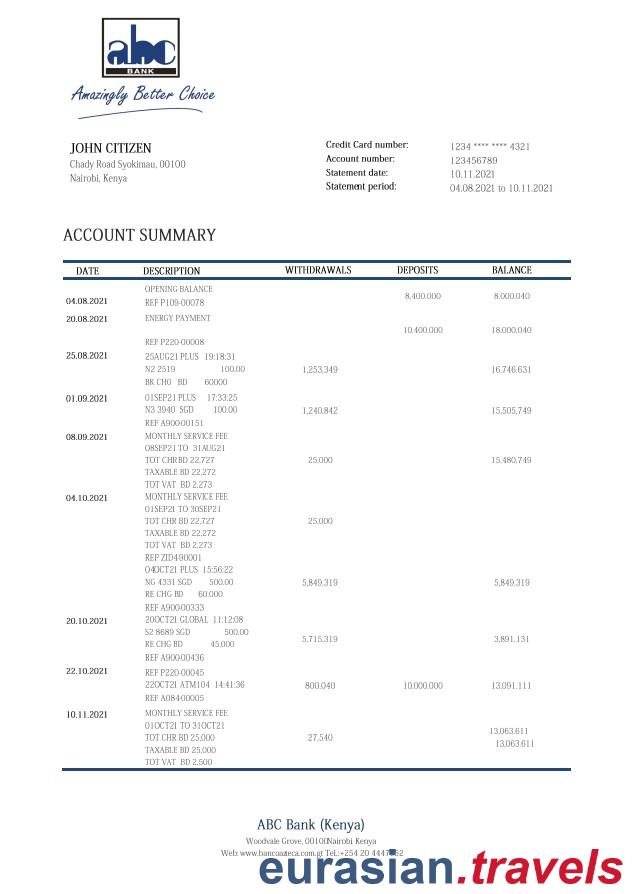 abc
BANK
Amazingly Better Choice
JOHN CITIZEN
Chady Road Syokimau, 00100
Nairobi, Kenya
Credit Card number: 1234 **** **** 4321
Account number: 123456789
Statement date: 10.11.2021
Statement period: 04.08.2021 to 10.11.2021
ACCOUNT SUMMARY
DATE DESCRIPTION WITHDRAWALS DEPOSITS BALANCE
OPENING BALANCE
8,400.000 8.000.040
04.08.2021 REF P109-00078
20.08.2021 ENERGY PAYMENT
10.400.000 18.000.040
REF P220-00008
25.08.2021 25AUG21 PLUS 19:18:31
N2 2519 100.00 1,253,349 16.746.631
BK CHO BD 60000
01.09.2021 01SEP21 PLUS 17:33:25
N3 3940 SGD 100.00 1,240,842 15,505,749
REF A900-00151
08.09.2021 MONTHLY SERVICE FEE
08SEP21 TO 31AUG21
TOT CHRBD 22,727 25,000 15,480,749
TAXABLE BD 22,272
TOT VAT BD 2,273
04.10.2021 MONTHLY SERVICE FEE
01SEP21 TO 30SEP21
TOT CHR BD 22,727 25,000
TAXABLE BD 22,272
TOT VAT BD 2,273
REP ZID490001
04OCT21 PLUS 15:56:22
NG 4331 SGD 500.00 5,849,319 5,849,319
RE CHG BD 60.000
REF A900-00333
20.10.2021 20OCT21 GLOBAL 11:12:08
S2 8689 SGD 500.00
5,715,319 3,891,131
RE CHG BD 45,000
REF A900-00436
22.10.2021 REF P220-00045
22OCT21 ATM104 14:41:36 800,040 10,000,000 13,091,111
REF A084-00005
10.11.2021 MONTHLY SERVICE FEE
01OCT21 TO 31OCT21
13,063,611
TOT CHR BD 25,000 27,540
13,063,611
TAXABLE BD 25,000
TOT VAT BD 2,500
ABC Bank (Kenya)
Woodvale Grove, 00100Nairobi Kenya
Web: www.bancoazteca.com.gt Tel.:+254 20 4447 52
eurasian.travels